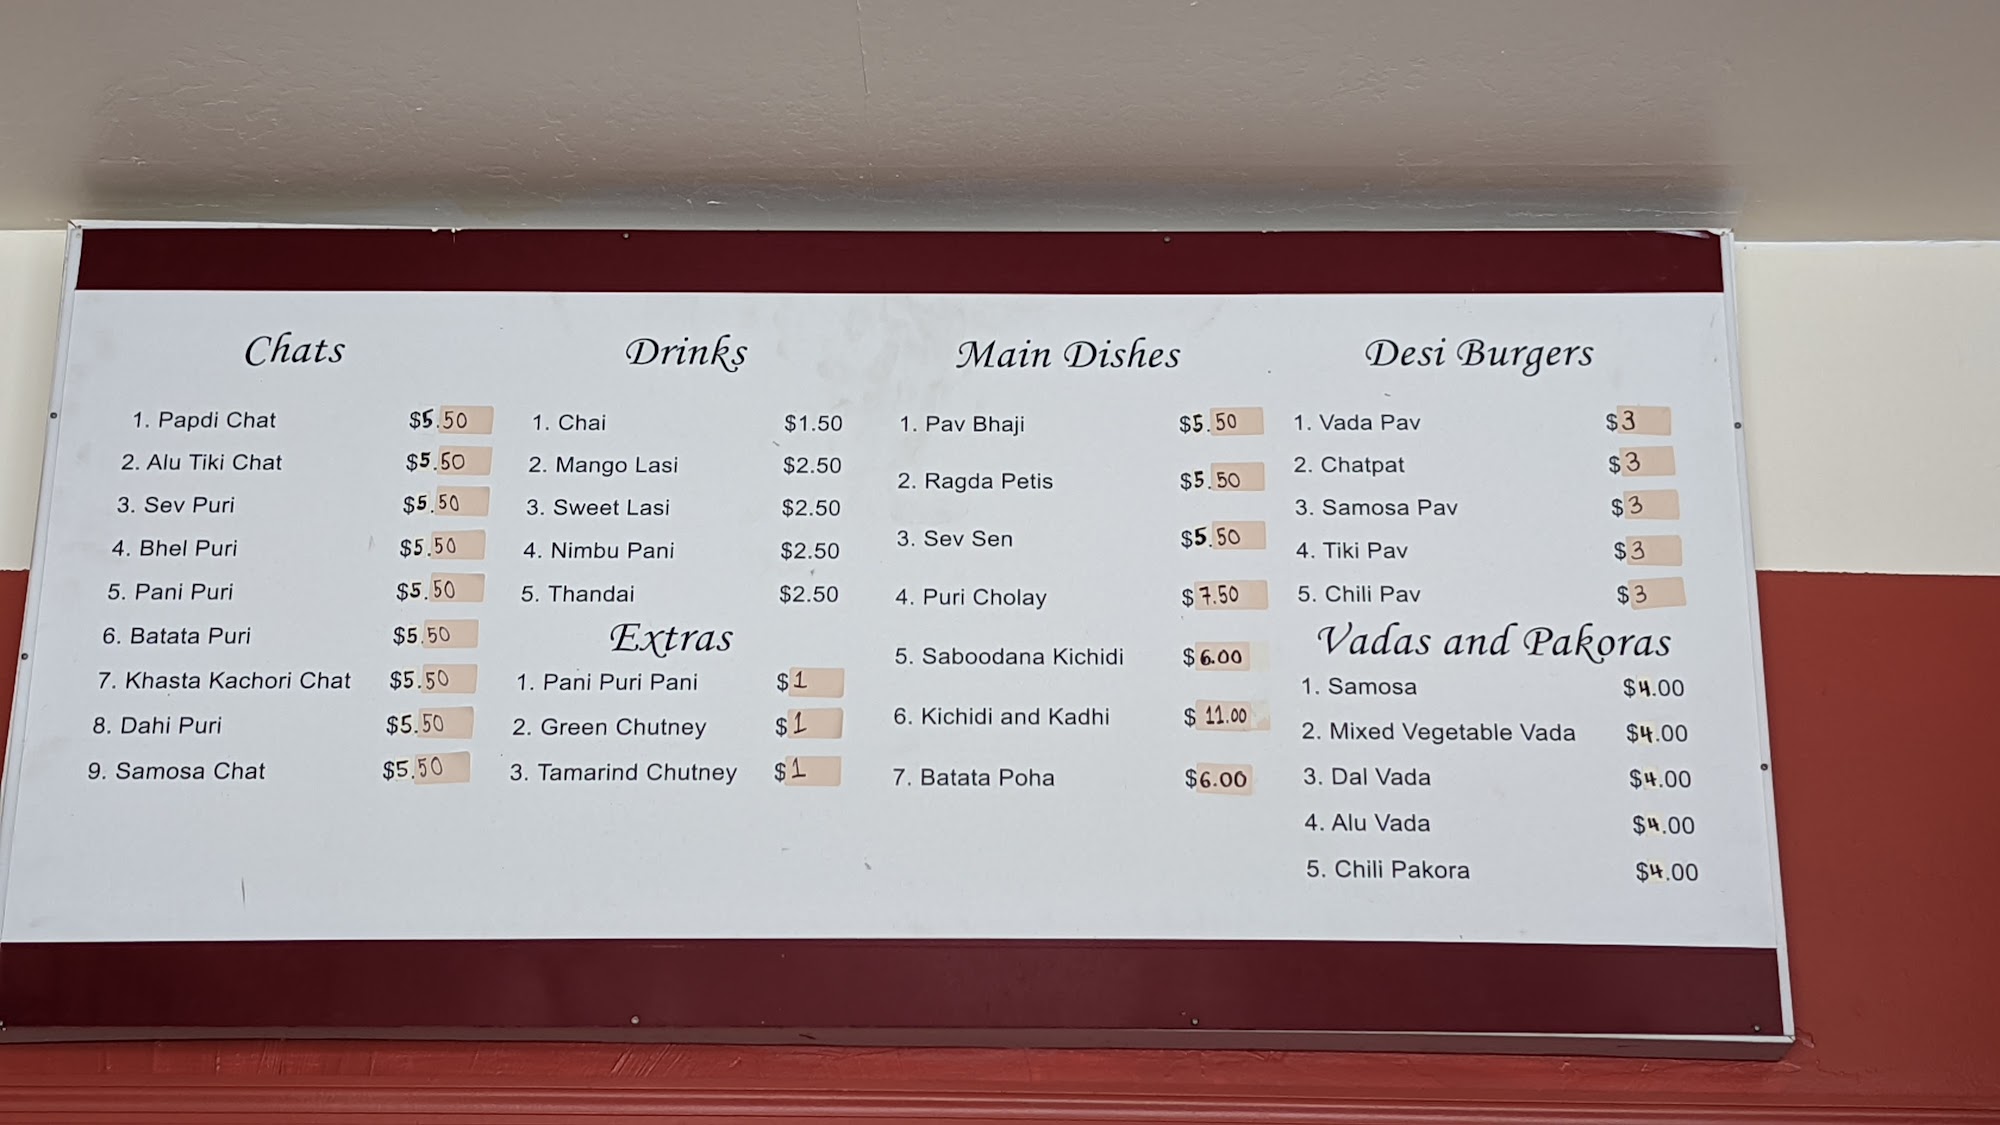 Chats
1. Papdi Chat $5.50
2. Alu Tiki Chat $5.50
3. Sev Puri $5.50
4. Bhel Puri $5.50
5. Pani Puri $5.50
6. Batata Puri $5.50
7. Khasta Kachori Chat $5.50
8. Dahi Puri $5.50
9. Samosa Chat $5.50
Drinks
1. Chai $1.50
2. Mango Lasi $2.50
3. Sweet Lasi $2.50
4. Nimbu Pani $2.50
5. Thandai $2.50
Extras
1. Pani Puri Pani $1
2. Green Chutney $1
3. Tamarind Chutney $1
Main Dishes
1. Pav Bhaji $5.50
2. Ragda Petis $5.50
3. Sev Sen $5.50
4. Puri Cholay $7.50
5. Saboodana Kichidi $6.00
6. Kichidi and Kadhi $11.00
7. Batata Poha $6.00
Desi Burgers
1. Vada Pav $3
2. Chatpat $3
3. Samosa Pav $3
4. Tiki Pav $3
5. Chili Pav $3
Vadas and Pakoras
1. Samosa $4.00
2. Mixed Vegetable Vada $4.00
3. Dal Vada $4.00
4. Alu Vada $4.00
5. Chili Pakora $4.00